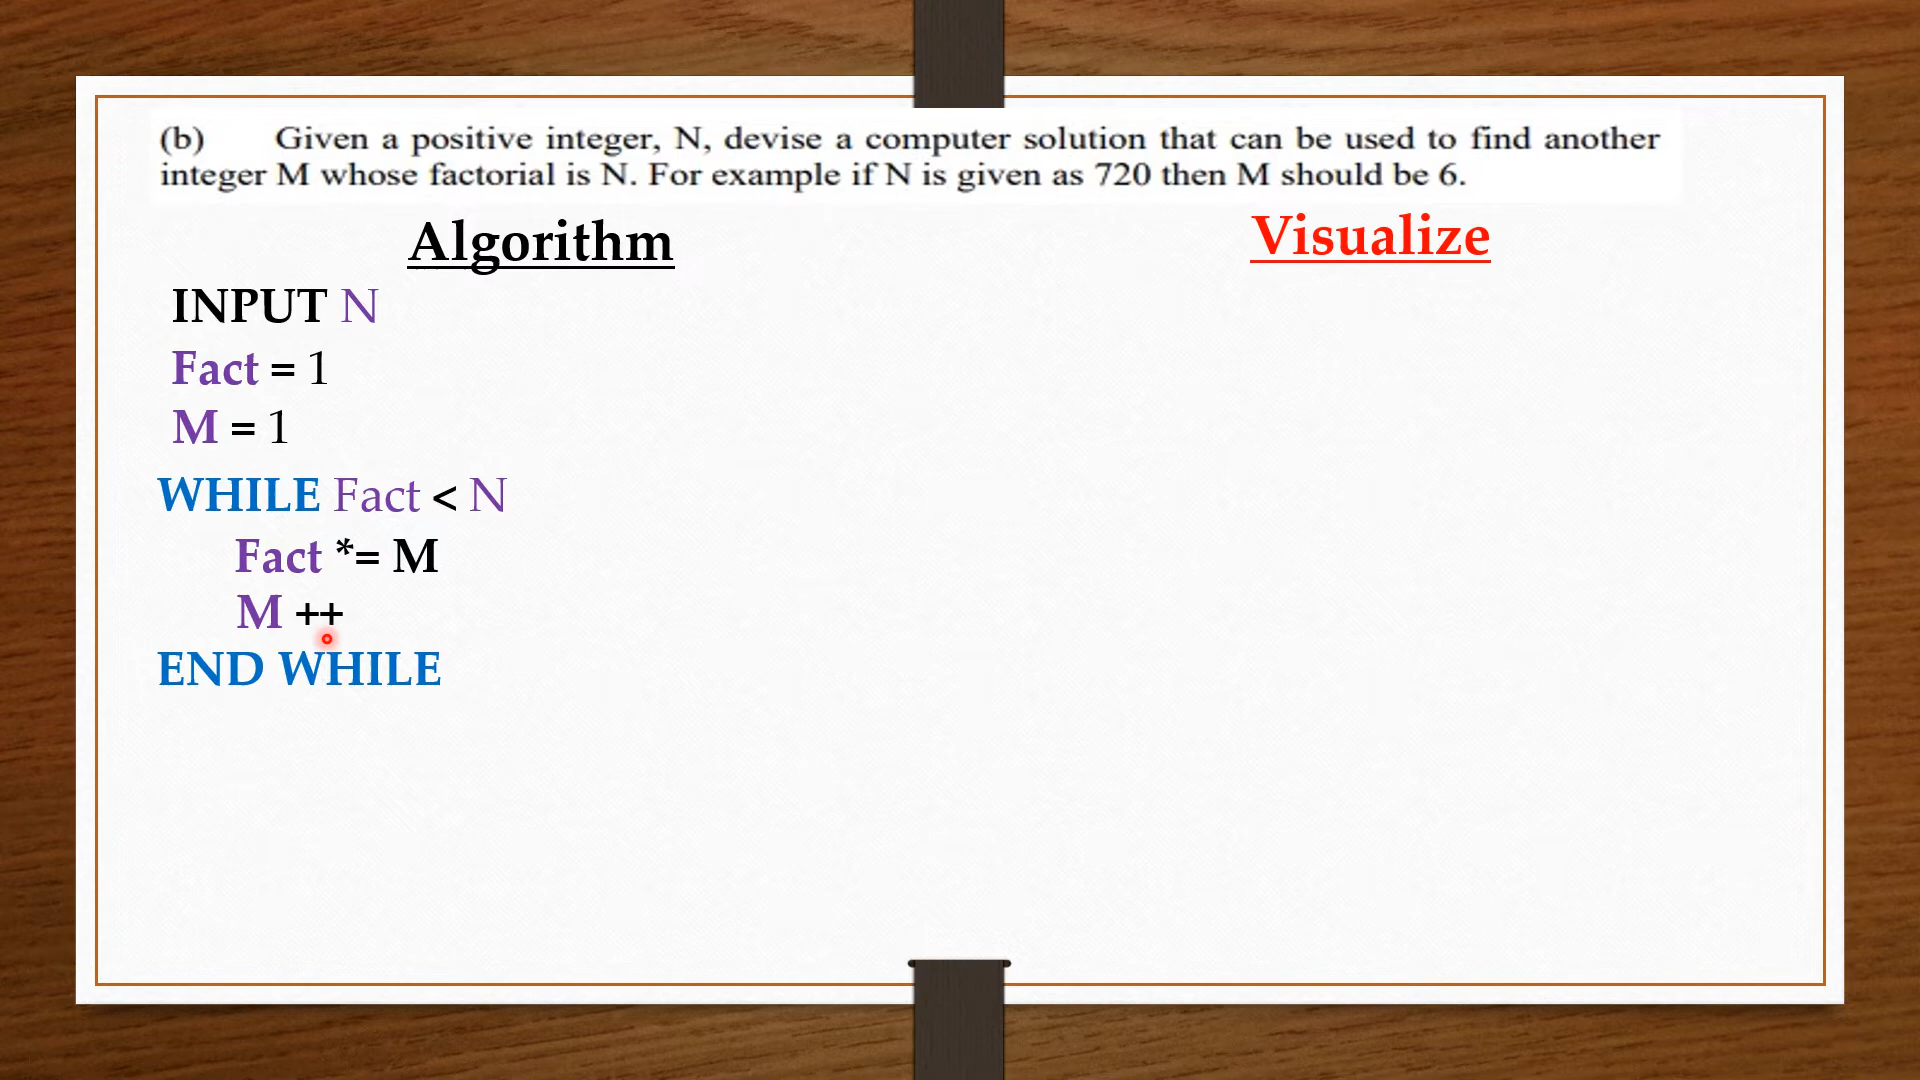 (b) Given a positive integer, N, devise a computer solution that can be used to find another
integer M whose factorial is N. For example if N is given as 720 then M should be 6.
Algorithm
INPUT N
Fact = 1
M = 1
WHILE Fact < N
Fact *= M
M ++
END WHILE
Visualize